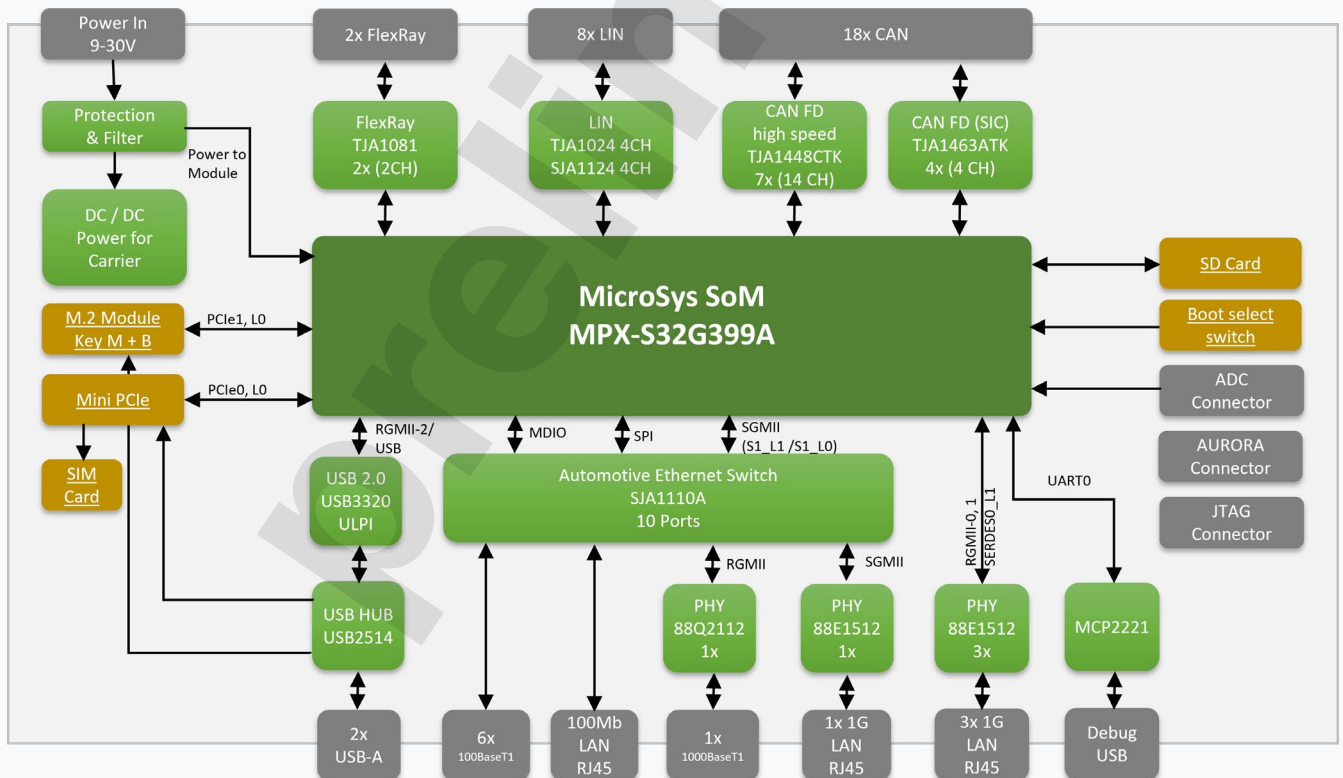 Power In
9-30V
2x FlexRay
8x LIN
18x CAN
Protection
& Filter
Power to
Module
FlexRay
TJA1081
2x (2CH)
LIN
TJA1024 4CH
SJA1124 4CH
CAN FD
high speed
TJA1448CTK
7x (14 CH)
CAN FD (SIC)
TJA1463ATK
4x (4 CH)
DC / DC
Power for
Carrier
MicroSys SoM
MPX-S32G399A
SD Card
M.2 Module
Key M + B
PCIe1, L0
Boot select
switch
Mini PCIe
PCIe0, L0
ADC
Connector
SIM
Card
RGMII-2/
USB
MDIO
SPI
SGMII
(S1_L1 /S1_L0)
AURORA
Connector
USB 2.0
USB3320
ULPI
Automotive Ethernet Switch
SJA1110A
10 Ports
RGMII-0, 1
SERDES0_L1
UART0
JTAG
Connector
RGMII
SGMII
USB HUB
USB2514
PHY
88Q2112
1x
PHY
88E1512
1x
PHY
88E1512
3x
MCP2221
2x
USB-A
6x
100BaseT1
100Mb
LAN
RJ45
1x
1000BaseT1
1x 1G
LAN
RJ45
3x 1G
LAN
RJ45
Debug
USB
prelin